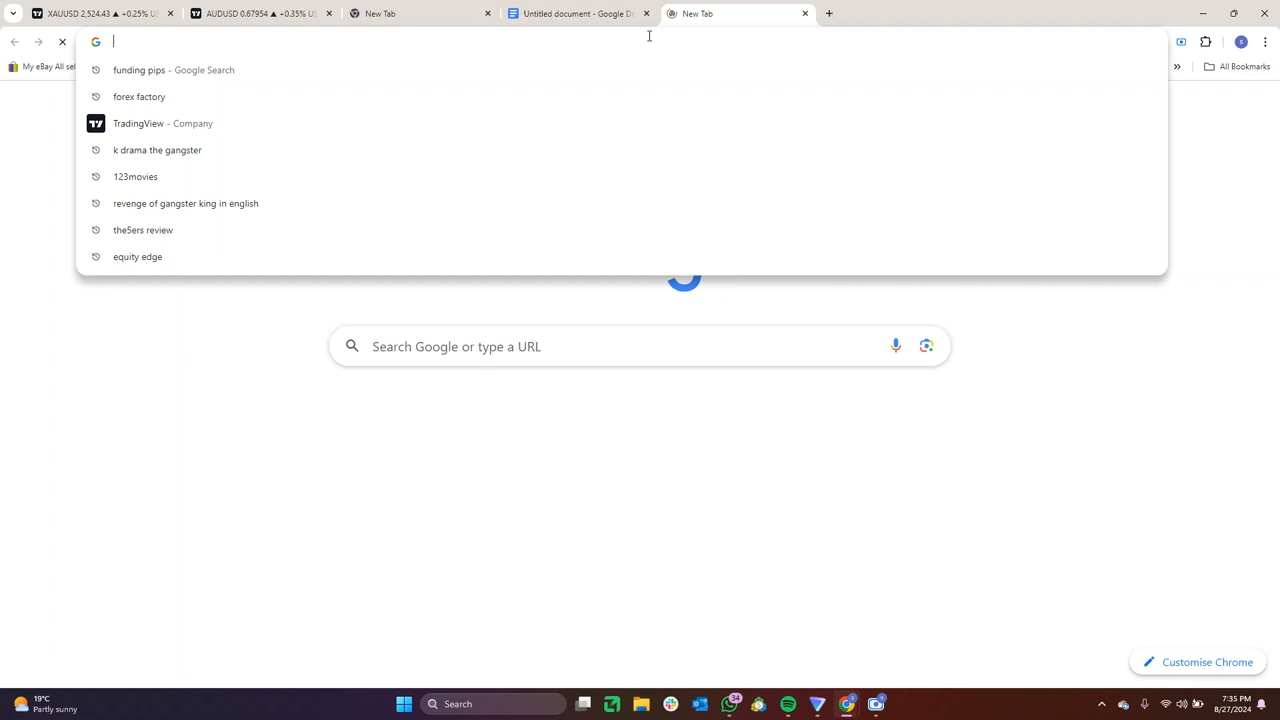 XAUUSD 2,524.43 ▲ +0.25% U
AUDUSD 0.67954 ▲ +0.35% U
New Tab
Untitled document - Google Do
New Tab
funding pips - Google Search
My eBay All sel
All Bookmarks
forex factory
TradingView - Company
k drama the gangster
123movies
revenge of gangster king in english
the5ers review
equity edge
Search Google or type a URL
Customise Chrome
19°C
Partly sunny
Search
34
7:35 PM
8/27/2024